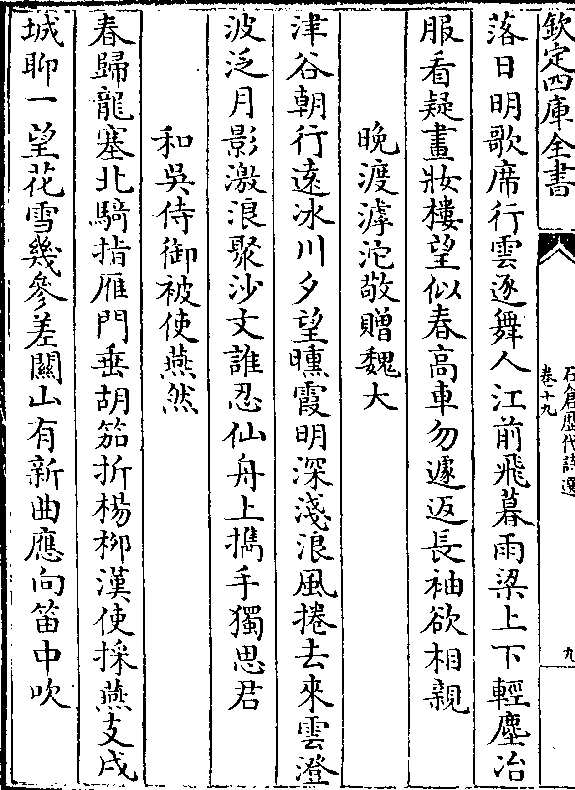 欽定四庫全書
石倉歷代詩選
卷十九
九
落日明歌席行雲逐舞人江前飛暮雨梁上下輕塵冶
服看疑畫妝樓望似春高車勿遽返長袖欲相親
晚渡滹沱敬贈魏大
津谷朝行遠冰川夕望曛霞明深淺浪風捲去來雲澄
波泛月影激浪聚沙文誰忍仙舟上攜手獨思君
和吳侍御被使燕然
春歸龍塞北騎指雁門垂胡笳折楊柳漢使採燕支戍
城聊一望花雪幾參差關山有新曲應向笛中吹